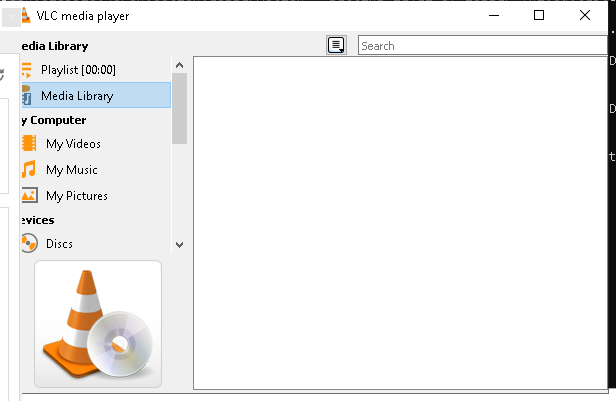 VLC media player
edia Library
Search
Playlist [00:00]
Media Library
y Computer
My Videos
My Music
My Pictures
evices
Discs
.
D
D
t